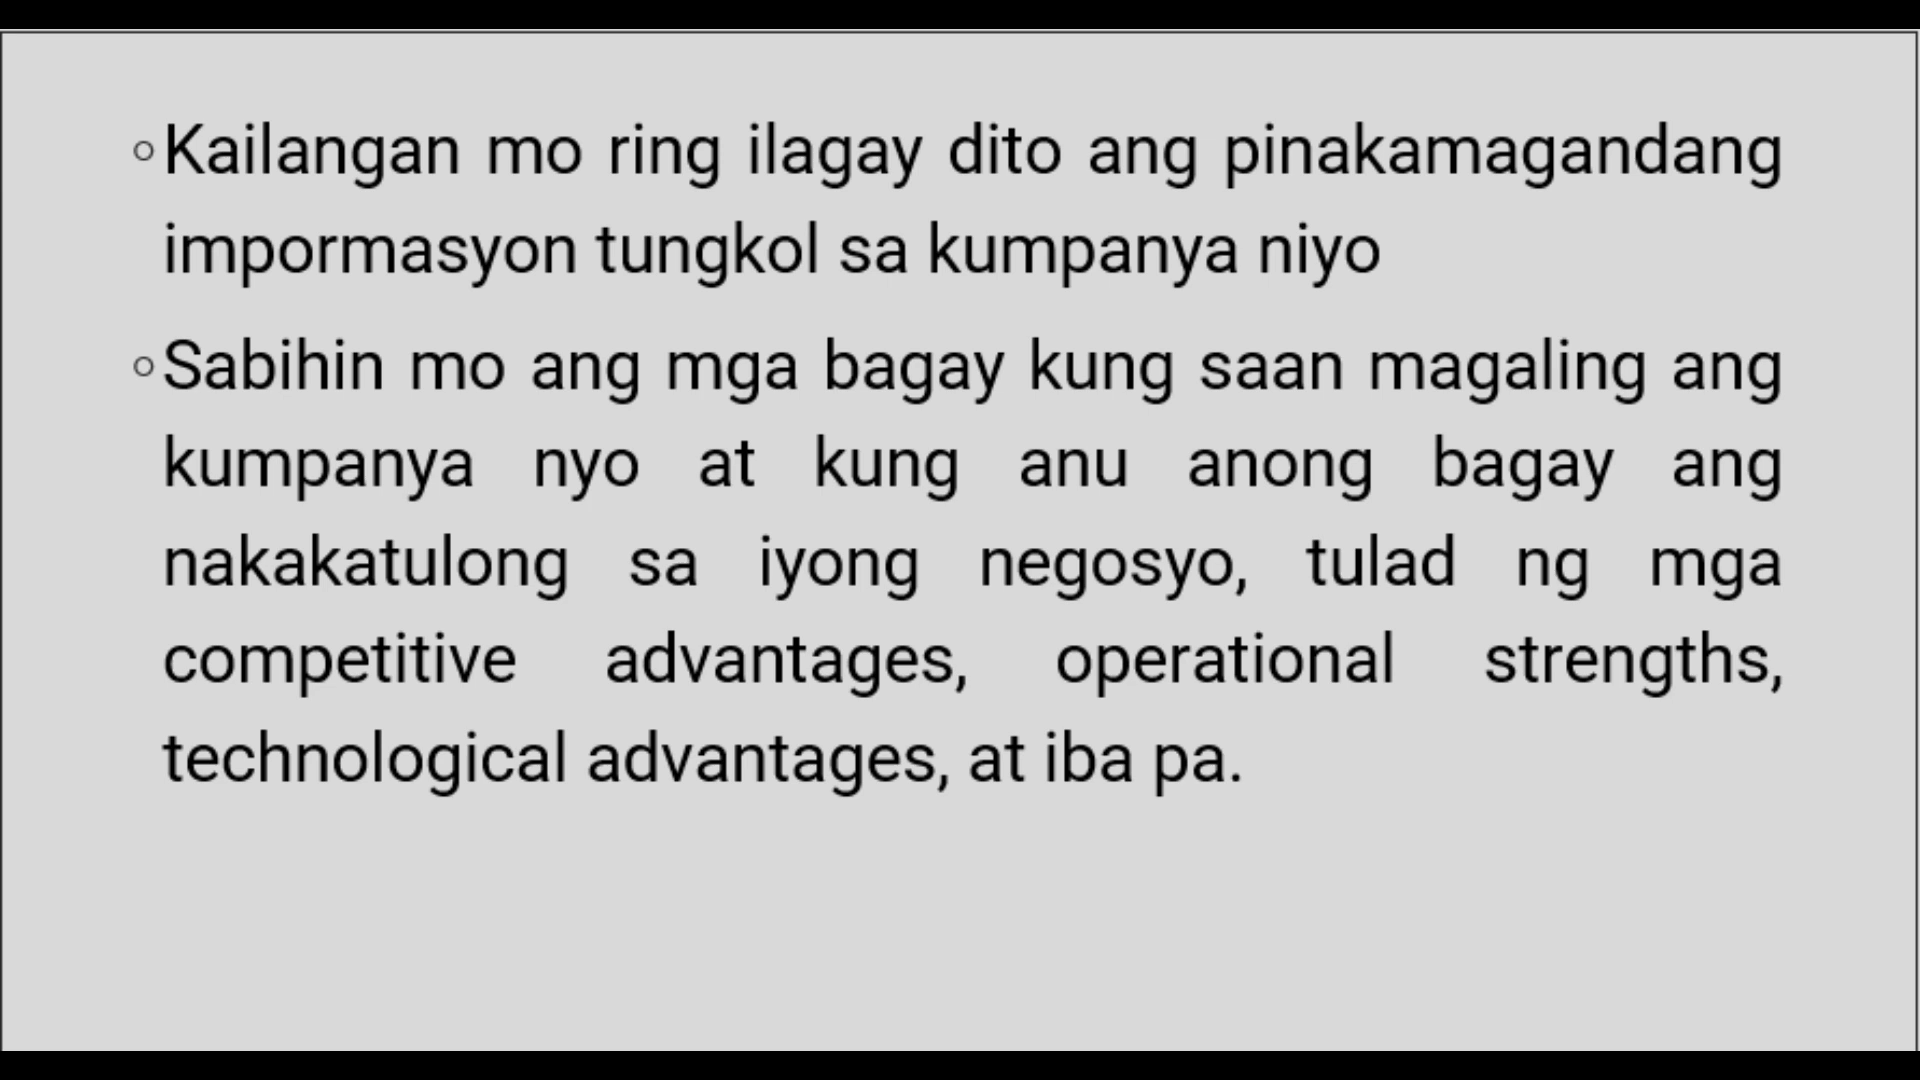 ◦Kailangan mo ring ilagay dito ang pinakamagandang
impormasyon tungkol sa kumpanya niyo
◦Sabihin mo ang mga bagay kung saan magaling ang
kumpanya nyo at kung anu anong bagay ang
nakakatulong sa iyong negosyo, tulad ng mga
competitive advantages, operational strengths,
technological advantages, at iba pa.